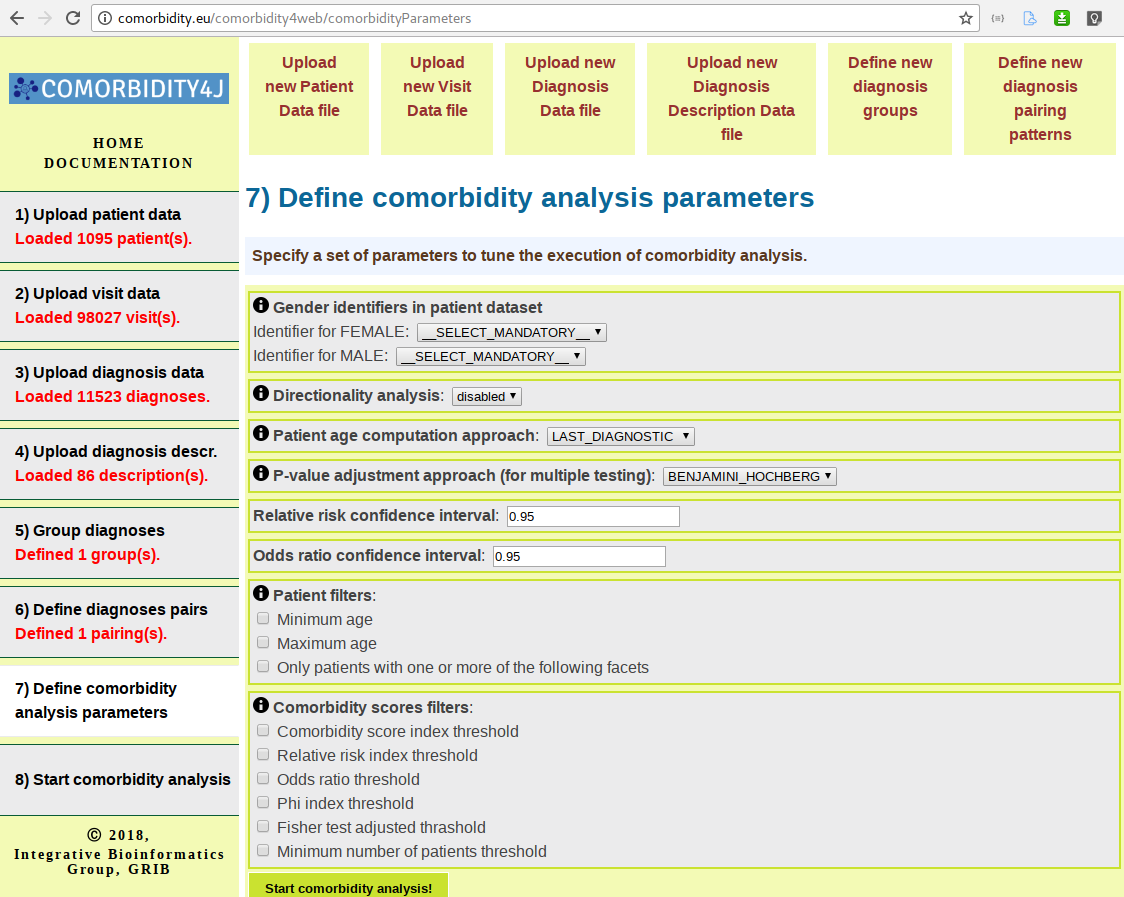 comorbidity.eu/comorbidity4web/comorbidityParameters
COMORBIDITY4J
HOME
DOCUMENTATION
1) Upload patient data
Loaded 1095 patient(s).
2) Upload visit data
Loaded 98027 visit(s).
3) Upload diagnosis data
Loaded 11523 diagnoses.
4) Upload diagnosis descr.
Loaded 86 description(s).
5) Group diagnoses
Defined 1 group(s).
6) Define diagnoses pairs
Defined 1 pairing(s).
7) Define comorbidity
analysis parameters
8) Start comorbidity analysis
© 2018,
Integrative Bioinformatics
Group, GRIB
Upload
new Patient
Data file
Upload
new Visit
Data file
Upload new
Diagnosis
Data file
Upload new
Diagnosis
Description Data
file
Define new
diagnosis
groups
Define new
diagnosis
pairing
patterns
7) Define comorbidity analysis parameters
Specify a set of parameters to tune the execution of comorbidity analysis.
Gender identifiers in patient dataset
Identifier for FEMALE: __SELECT_MANDATORY__
Identifier for MALE: __SELECT_MANDATORY__
Directionality analysis: disabled
Patient age computation approach: LAST_DIAGNOSTIC
P-value adjustment approach (for multiple testing): BENJAMINI_HOCHBERG
Relative risk confidence interval: 0.95
Odds ratio confidence interval: 0.95
Patient filters:
Minimum age
Maximum age
Only patients with one or more of the following facets
Comorbidity scores filters:
Comorbidity score index threshold
Relative risk index threshold
Odds ratio threshold
Phi index threshold
Fisher test adjusted thrashold
Minimum number of patients threshold
Start comorbidity analysis!